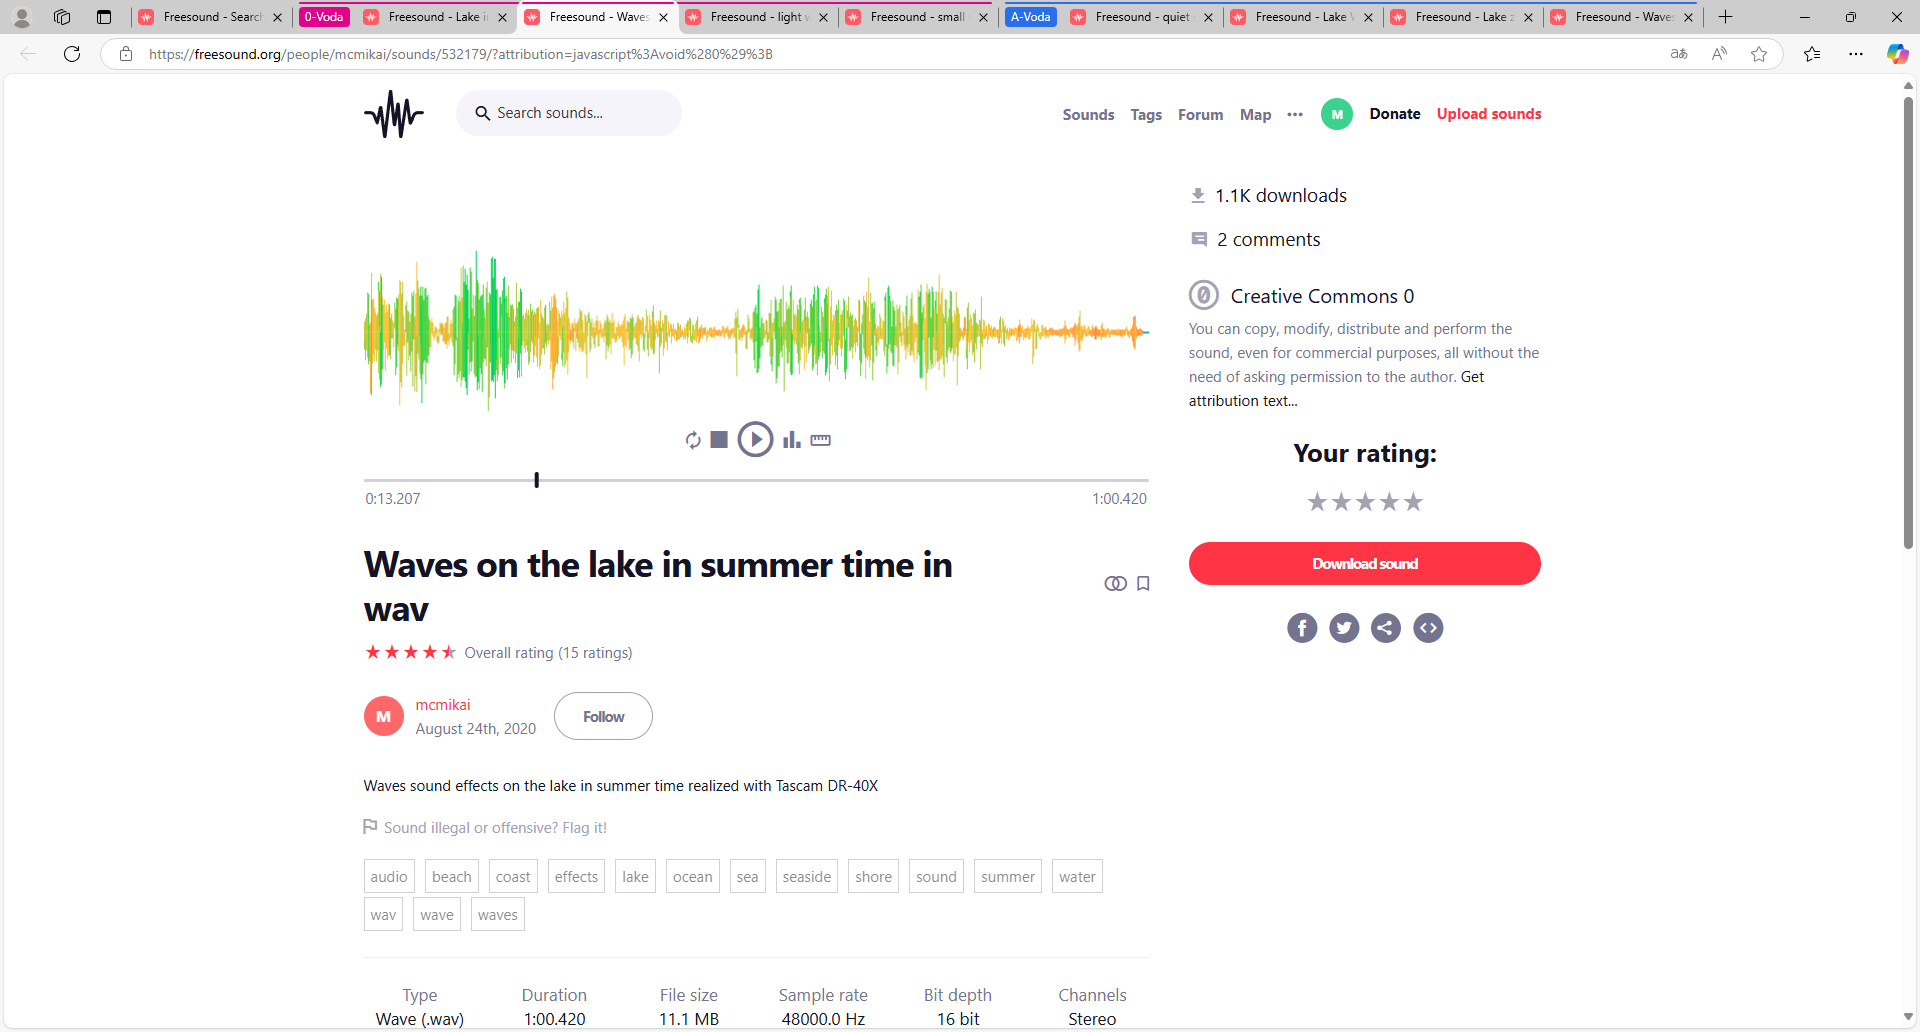 Freesound - Search
0-Voda
Freesound - Lake i
Freesound - Waves
Freesound - light w
Freesound - small
A-Voda
Freesound - quiet
Freesound - Lake W
Freesound - Lake z
Freesound - Waves
https://freesound.org/people/mcmikai/sounds/532179/?attribution=javascript%3Avoid%280%29%3B
Search sounds...
Sounds
Tags
Forum
Map
M
Donate
Upload sounds
1.1K downloads
2 comments
Creative Commons 0
You can copy, modify, distribute and perform the
sound, even for commercial purposes, all without the
need of asking permission to the author. Get
attribution text...
0:13.207
1:00.420
Your rating:
Download sound
Waves on the lake in summer time in
wav
Overall rating (15 ratings)
M
mcmikai
August 24th, 2020
Follow
Waves sound effects on the lake in summer time realized with Tascam DR-40X
Sound illegal or offensive? Flag it!
audio
beach
coast
effects
lake
ocean
sea
seaside
shore
sound
summer
water
wav
wave
waves
Type
Duration
File size
Sample rate
Bit depth
Channels
Wave (.wav)
1:00.420
11.1 MB
48000.0 Hz
16 bit
Stereo